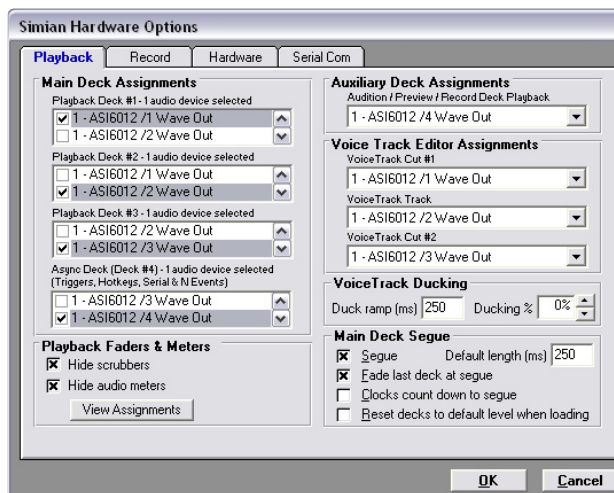 Simian Hardware Options
Playback
Record
Hardware
Serial Com
Main Deck Assignments
Playback Deck #1 - 1 audio device selected
1 - ASI6012 /1 Wave Out
1 - ASI6012 /2 Wave Out
Playback Deck #2 - 1 audio device selected
1 - ASI6012 /1 Wave Out
1 - ASI6012 /2 Wave Out
Playback Deck #3 - 1 audio device selected
1 - ASI6012 /2 Wave Out
1 - ASI6012 /3 Wave Out
Async Deck (Deck #4) - 1 audio device selected
(Triggers, Hotkeys, Serial & N Events)
1 - ASI6012 /3 Wave Out
1 - ASI6012 /4 Wave Out
Playback Faders & Meters
Hide scrubbers
Hide audio meters
View Assignments
Auxiliary Deck Assignments
Audition / Preview / Record Deck Playback
1 - ASI6012 /4 Wave Out
Voice Track Editor Assignments
VoiceTrack Cut #1
1 - ASI6012 /1 Wave Out
VoiceTrack Track
1 - ASI6012 /2 Wave Out
VoiceTrack Cut #2
1 - ASI6012 /3 Wave Out
VoiceTrack Ducking
Duck ramp (ms) 250 Ducking % 0%
Main Deck Segue
Segue Default length (ms) 250
Fade last deck at segue
Clocks count down to segue
Reset decks to default level when loading
OK
Cancel